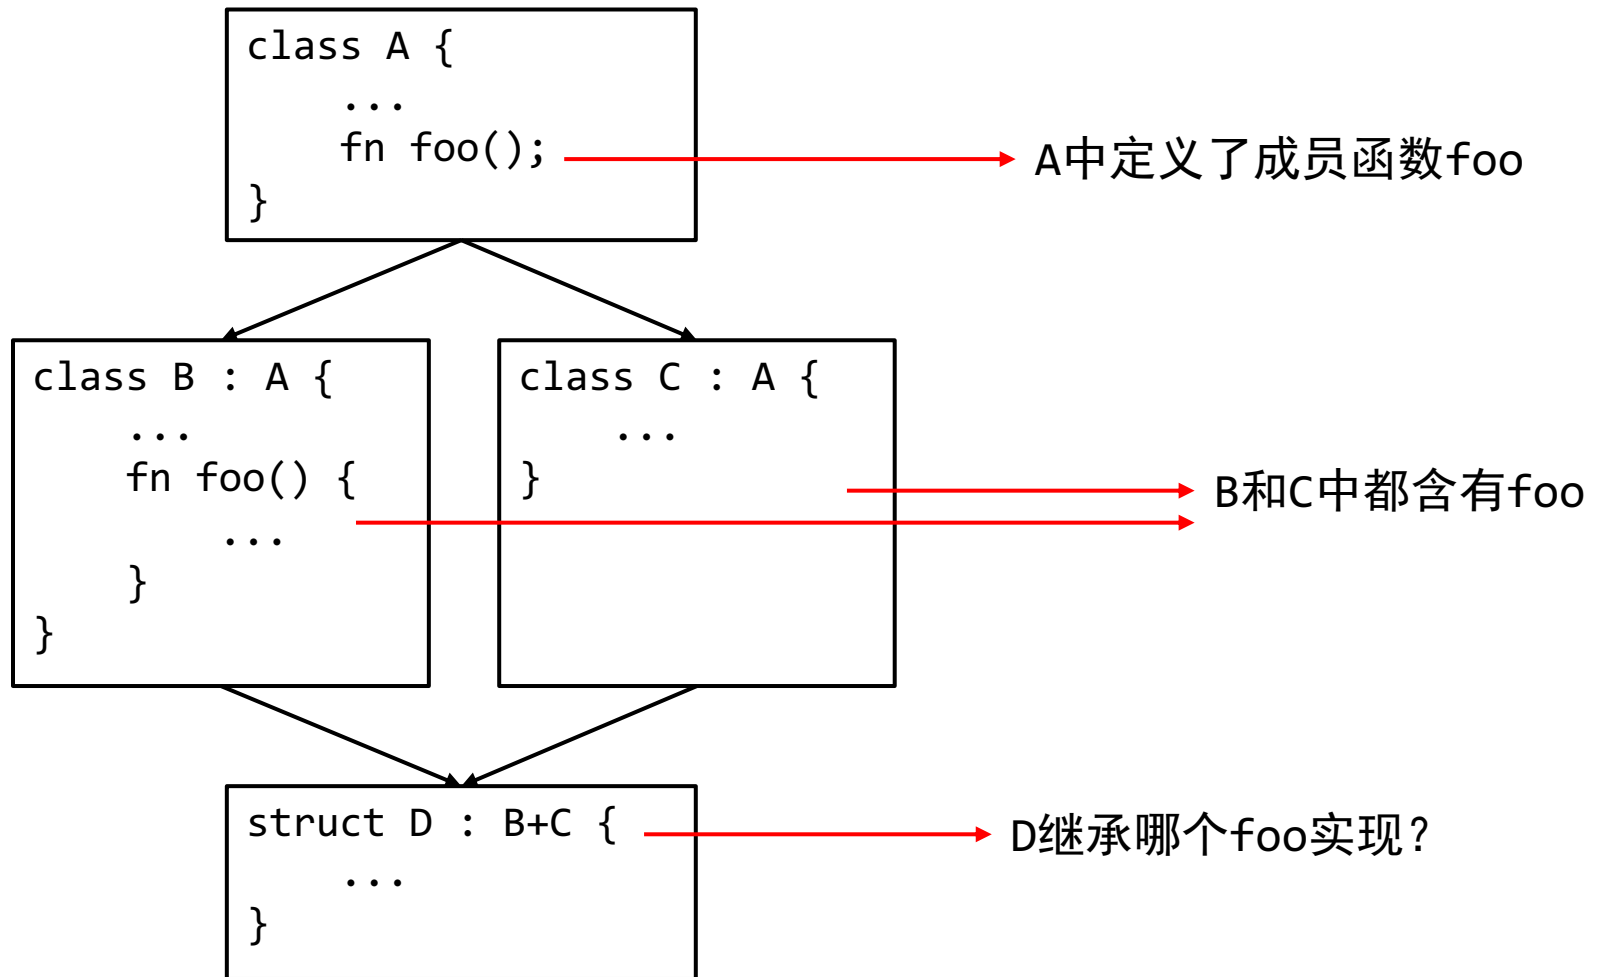 class A {
...
fn foo();
}
A中定义了成员函数foo
class B : A {
...
fn foo() {
...
}
}
class C : A {
...
}
B和C中都含有foo
struct D : B+C {
...
}
D继承哪个foo实现?